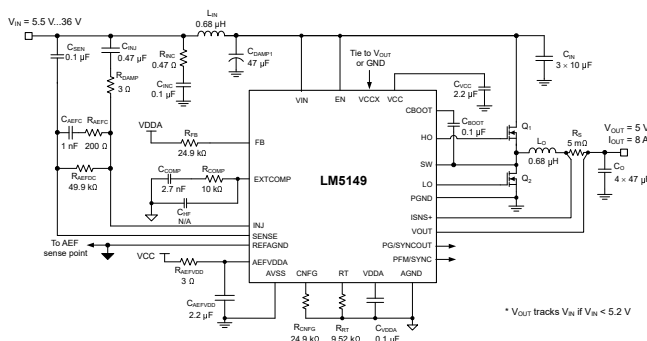 VIN = 5.5 V...36 V
LIN
0.68 µH
CSEN
0.1 µF
CINJ
0.47 µF
RINC
0.47 Ω
CDAMP1
47 µF
RDAMP
3 Ω
CINC
0.1 µF
CAEFC
1 nF
RAEFC
200 Ω
RAEFDC
49.9 kΩ
Tie to VOUT
or GND
CVCC
2.2 µF
CIN
3 × 10 µF
VIN
EN
VCCX
VCC
CBOOT
CBOOT
0.1 µF
VDDA
RFB
24.9 kΩ
FB
HO
Q1
VOUT = 5 V
IOUT = 8 A
LO
0.68 µH
RS
5 mΩ
SW
CCOMP
2.7 nF
RCOMP
10 kΩ
EXTCOMP
LM5149
CHF
N/A
LO
Q2
CO
4 × 47 µF
PGND
ISNS+
INJ
VOUT
SENSE
To AEF
sense point
REFAGND
PG/SYNCOUT
VCC
RAEFVDD
3 Ω
AEFVDDA
PFM/SYNC
AVSS
CNFG
RT
VDDA
AGND
CAEFVDD
2.2 µF
RCNFG
24.9 kΩ
RRT
9.52 kΩ
CVDDA
0.1 µF
* VOUT tracks VIN if VIN < 5.2 V